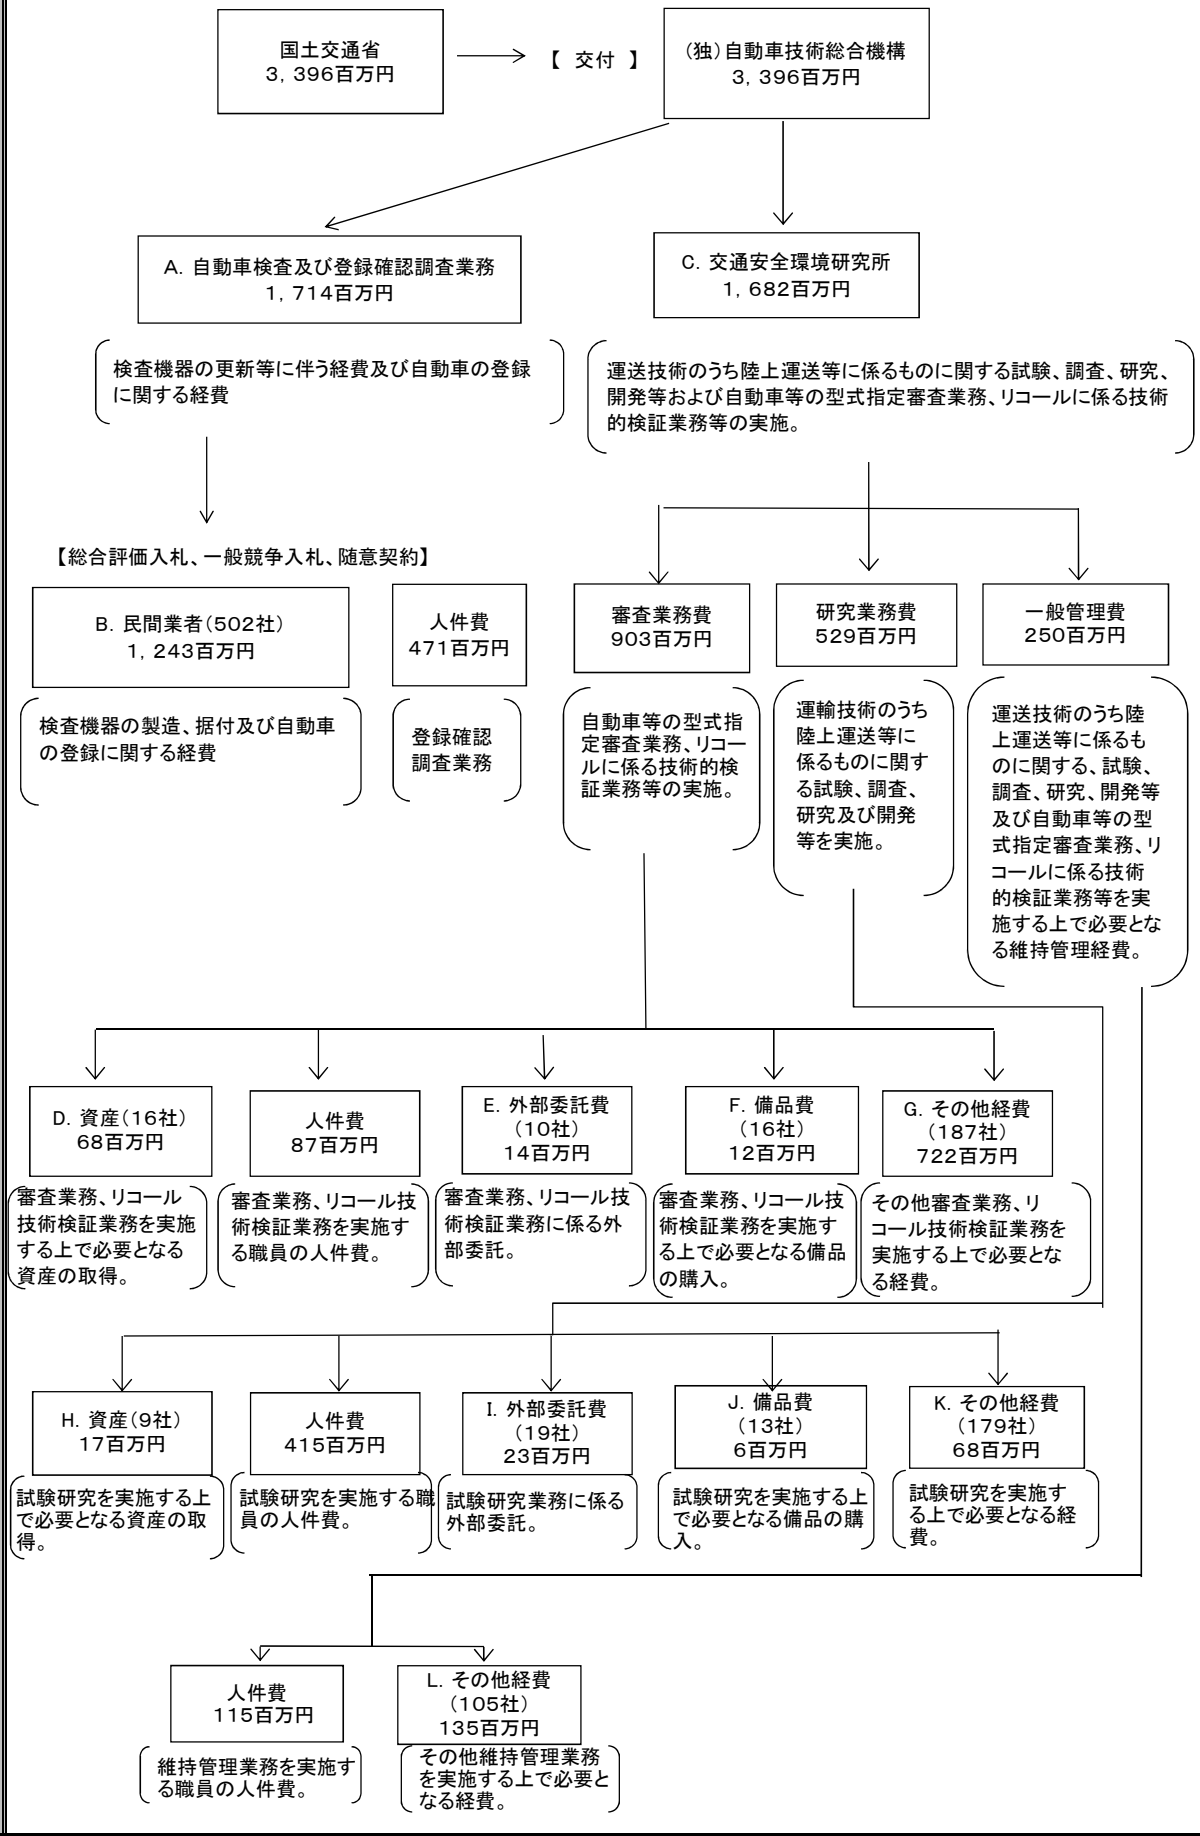 国土交通省
3,396百万円
【 交付 】
(独)自動車技術総合機構
3,396百万円
A. 自動車検査及び登録確認調査業務
1,714百万円
C. 交通安全環境研究所
1,682百万円
検査機器の更新等に伴う経費及び自動車の登録
に関する経費
運送技術のうち陸上運送等に係るものに関する試験、調査、研究、
開発等および自動車等の型式指定審査業務、リコールに係る技術
的検証業務等の実施。
【総合評価入札、一般競争入札、随意契約】
B. 民間業者(502社)
1,243百万円
人件費
471百万円
審査業務費
903百万円
研究業務費
529百万円
一般管理費
250百万円
検査機器の製造、据付及び自動車
の登録に関する経費
登録確認
調査業務
自動車等の型式指
定審査業務、リコー
ルに係る技術的検
証業務等の実施。
運輸技術のうち
陸上運送等に
係るものに関す
る試験、調査、
研究及び開発
等を実施。
運送技術のうち陸
上運送等に係るも
のに関する、試験、
調査、研究、開発等
及び自動車等の型
式指定審査業務、リ
コールに係る技術
的検証業務等を実
施する上で必要とな
る維持管理経費。
D. 資産(16社)
68百万円
人件費
87百万円
E. 外部委託費
(10社)
14百万円
F. 備品費
(16社)
12百万円
G. その他経費
(187社)
722百万円
審査業務、リコール
技術検証業務を実施
する上で必要となる
資産の取得。
審査業務、リコール技
術検証業務を実施す
る職員の人件費。
審査業務、リコール技
術検証業務に係る外
部委託。
審査業務、リコール技
術検証業務を実施す
る上で必要となる備品
の購入。
その他審査業務、リ
コール技術検証業務を
実施する上で必要とな
る経費。
H. 資産(9社)
17百万円
人件費
415百万円
I. 外部委託費
(19社)
23百万円
J. 備品費
(13社)
6百万円
K. その他経費
(179社)
68百万円
試験研究を実施する上
で必要となる資産の取
得。
試験研究を実施する職
員の人件費。
試験研究業務に係る
外部委託。
試験研究を実施する上
で必要となる備品の購
入。
試験研究を実施す
る上で必要となる経
費。
人件費
115百万円
L. その他経費
(105社)
135百万円
維持管理業務を実施す
る職員の人件費。
その他維持管理業務
を実施する上で必要と
なる経費。